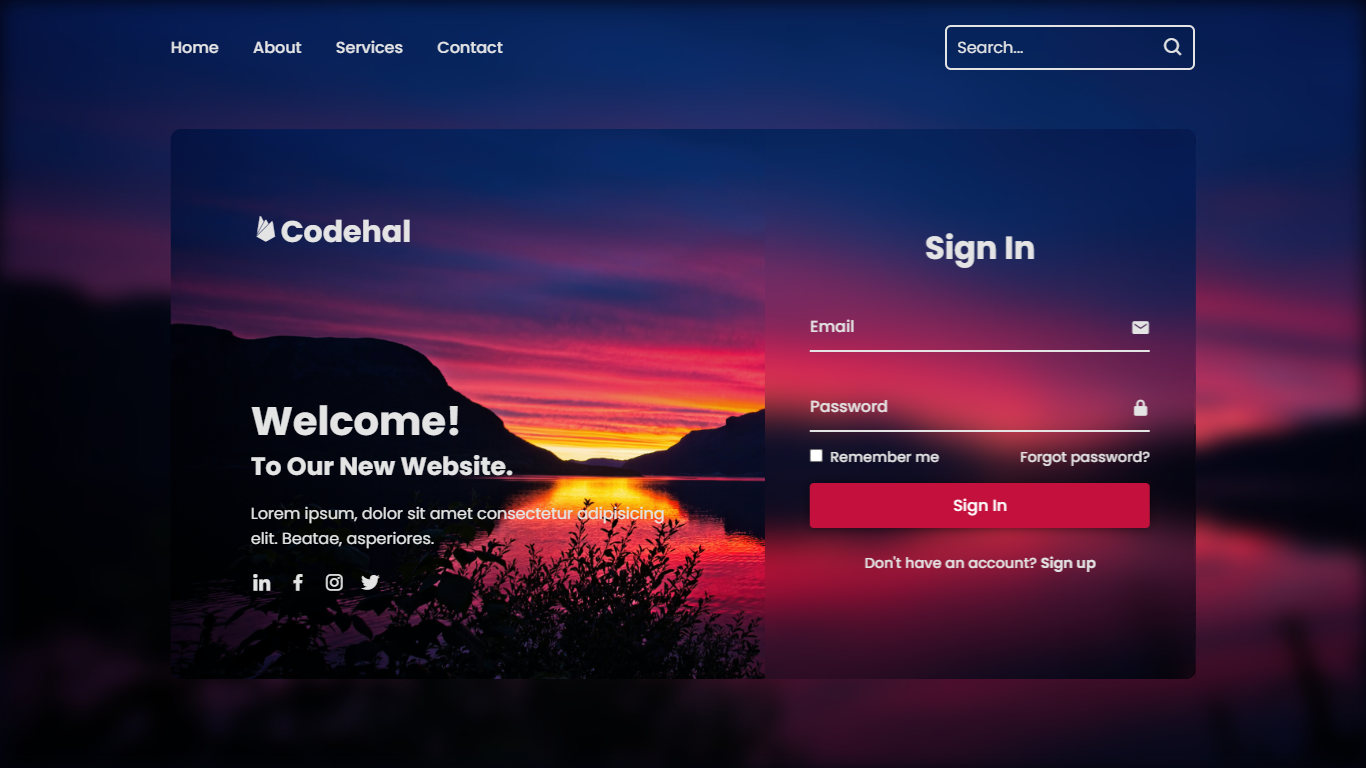 Home About Services Contact
Search...
Codehal
Welcome!
To Our New Website.
Lorem ipsum, dolor sit amet consectetur adipisicing
elit. Beatae, asperiores.
Sign In
Email
Password
Remember me Forgot password?
Sign In
Don't have an account? Sign up